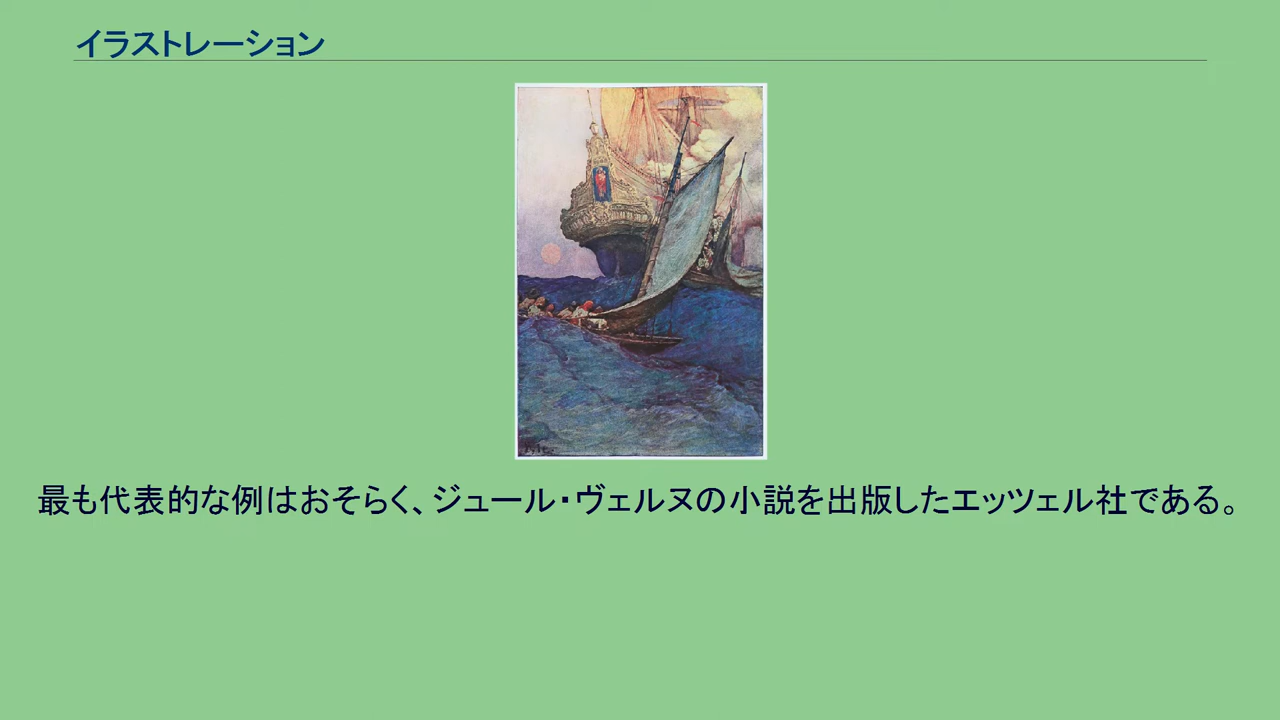 イラストレーション
最も代表的な例はおそらく、ジュール・ヴェルヌの小説を出版したエッツェル社である。